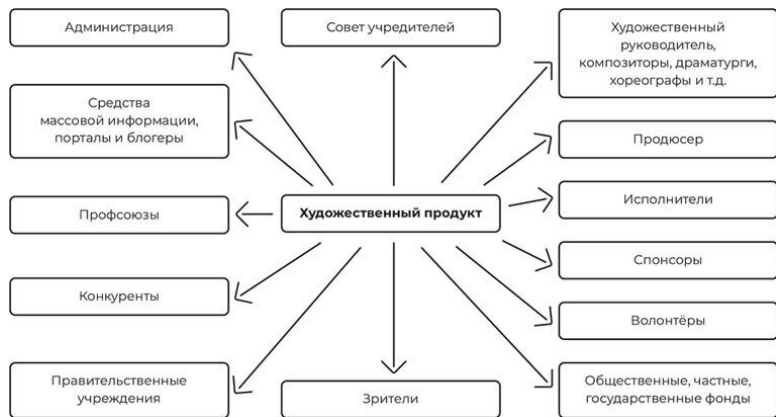 Администрация
Совет учредителей
Художественный
руководитель,
композиторы, драматурги,
хореографы и т.д.
Средства
массовой информации,
порталы и блогеры
Продюсер
Профсоюзы
Художественный продукт
Исполнители
Спонсоры
Конкуренты
Волонтёры
Правительственные
учреждения
Зрители
Общественные, частные,
государственные фонды